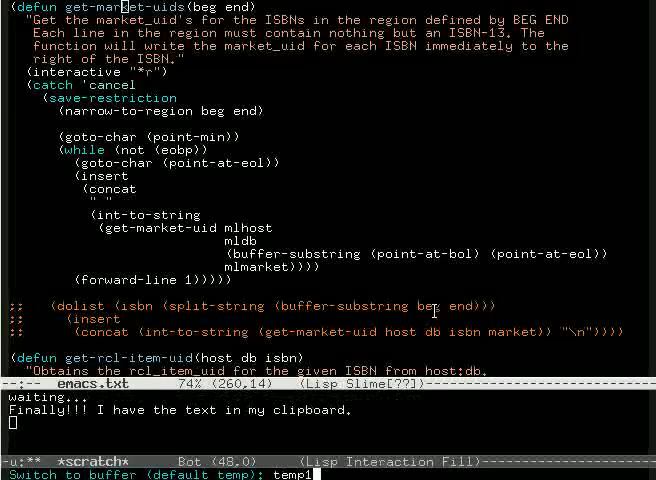 (defun get-market-uids(beg end)
  "Get the market_uid's for the ISBNs in the region defined by BEG END
   Each line in the region must contain nothing but an ISBN-13. The
   function will write the market_uid for each ISBN immediately to the
   right of the ISBN."
  (interactive "*r")
  (catch 'cancel
    (save-restriction
      (narrow-to-region beg end)
      (goto-char (point-min))
      (while (not (eobp))
        (goto-char (point-at-eol))
        (insert
         (concat
          " "
          (int-to-string
           (get-market-uid mlhost
                           mldb
                           (buffer-substring (point-at-bol) (point-at-eol))
                           mlmarket))))
        (forward-line 1)))))
;;   (dolist (isbn (split-string (buffer-substring beg end)))
;;     (insert
;;      (concat (int-to-string (get-market-uid host db isbn market)) "\n"))))
(defun get-rcl-item-uid(host db isbn)
  "Obtains the rcl_item_uid for the given ISBN from host:db.
--:--  emacs.txt      74% (260,14)   (Lisp Slime[??])
waiting...
Finally!!! I have the text in my clipboard.
-u:**  *scratch*      Bot (48,0)     (Lisp Interaction Fill)
Switch to buffer (default temp): temp1